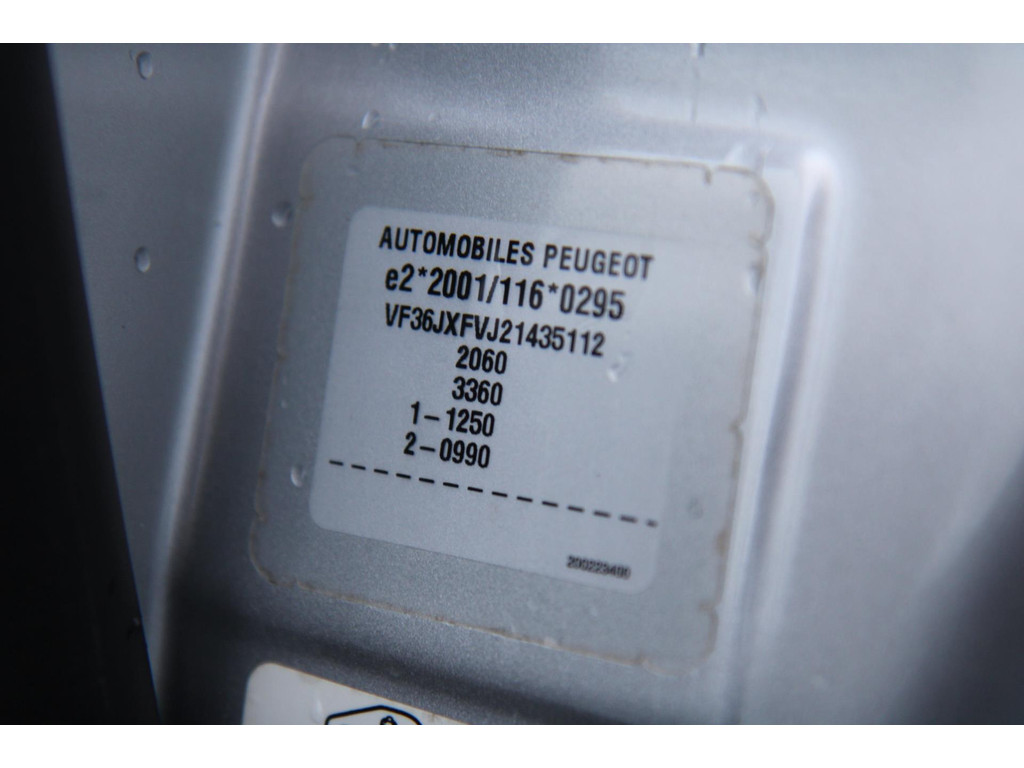 AUTOMOBILES PEUGEOT
e2*2001/116*0295
VF36JXFVJ21435112
2060
3360
1-1250
2-0990